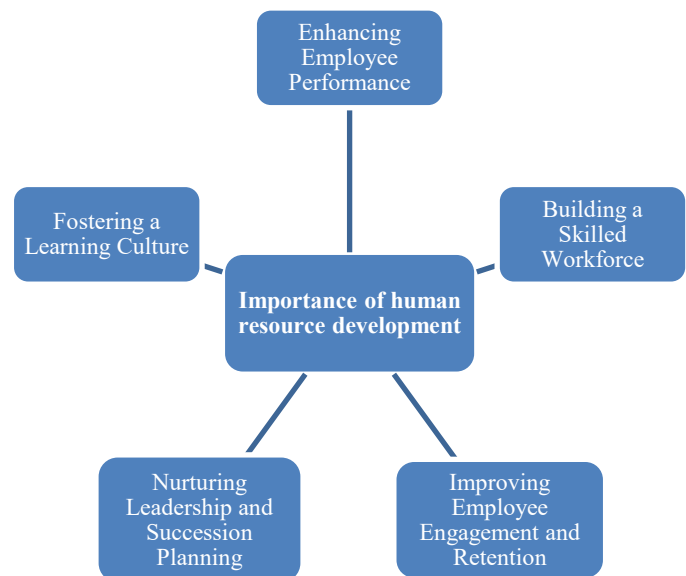 Enhancing
Employee
Performance
Fostering a
Learning Culture
Building a
Skilled
Workforce
Importance of human
resource development
Nurturing
Leadership and
Succession
Planning
Improving
Employee
Engagement and
Retention